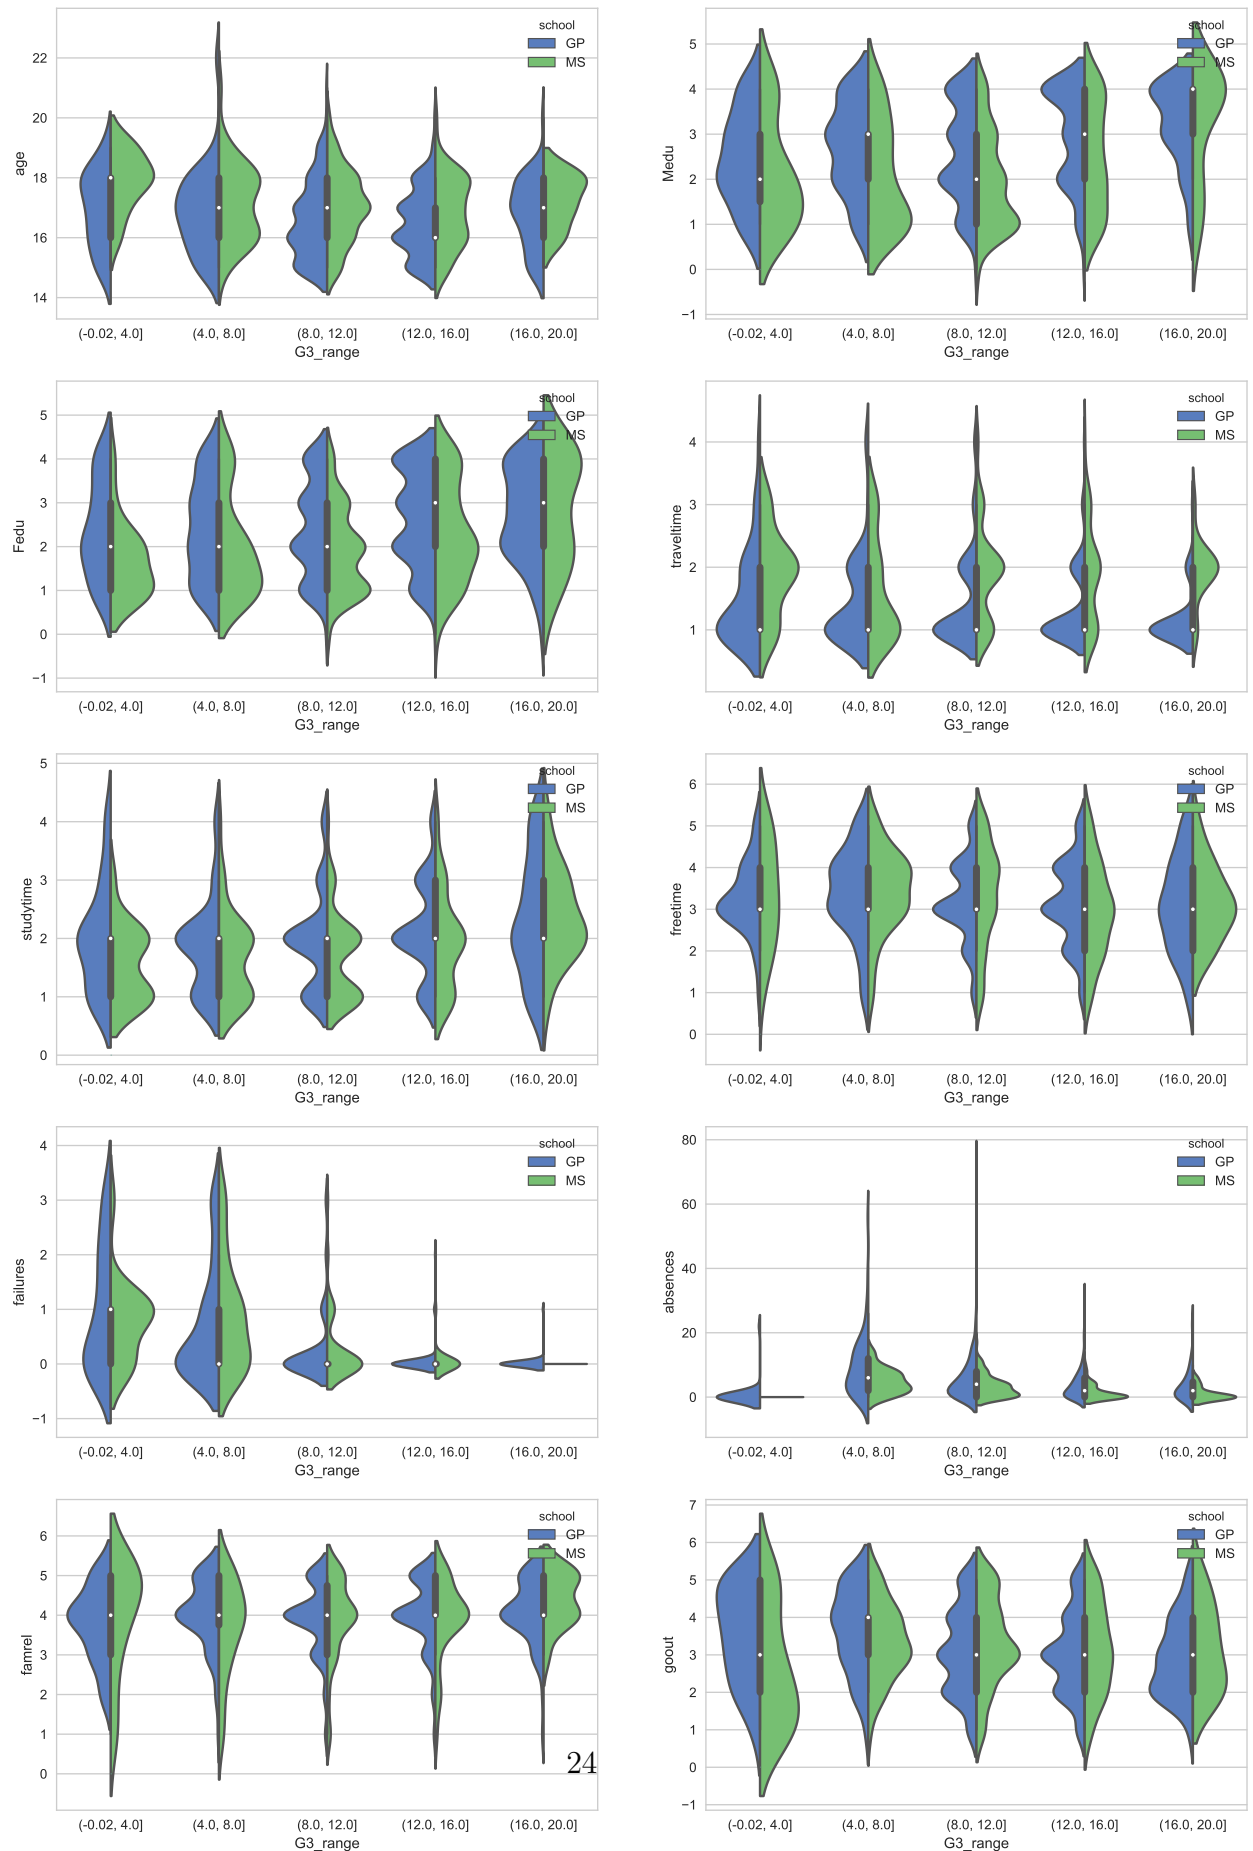 school
GP
MS
22
20
18
16
14
age
(-0.02, 4.0]
(4.0, 8.0]
(8.0, 12.0]
(12.0, 16.0]
(16.0, 20.0]
G3_range
school
GP
MS
5
4
3
2
1
0
−1
Medu
(-0.02, 4.0]
(4.0, 8.0]
(8.0, 12.0]
(12.0, 16.0]
(16.0, 20.0]
G3_range
school
GP
MS
5
4
3
2
1
0
−1
Fedu
(-0.02, 4.0]
(4.0, 8.0]
(8.0, 12.0]
(12.0, 16.0]
(16.0, 20.0]
G3_range
school
GP
MS
4
3
2
1
traveltime
(-0.02, 4.0]
(4.0, 8.0]
(8.0, 12.0]
(12.0, 16.0]
(16.0, 20.0]
G3_range
school
GP
MS
5
4
3
2
1
0
studytime
(-0.02, 4.0]
(4.0, 8.0]
(8.0, 12.0]
(12.0, 16.0]
(16.0, 20.0]
G3_range
school
GP
MS
6
5
4
3
2
1
0
freetime
(-0.02, 4.0]
(4.0, 8.0]
(8.0, 12.0]
(12.0, 16.0]
(16.0, 20.0]
G3_range
school
GP
MS
4
3
2
1
0
−1
failures
(-0.02, 4.0]
(4.0, 8.0]
(8.0, 12.0]
(12.0, 16.0]
(16.0, 20.0]
G3_range
school
GP
MS
80
60
40
20
0
absences
(-0.02, 4.0]
(4.0, 8.0]
(8.0, 12.0]
(12.0, 16.0]
(16.0, 20.0]
G3_range
school
GP
MS
6
5
4
3
2
1
0
famrel
(-0.02, 4.0]
(4.0, 8.0]
(8.0, 12.0]
(12.0, 16.0]
(16.0, 20.0]
G3_range
school
GP
MS
7
6
5
4
3
2
1
0
−1
goout
(-0.02, 4.0]
(4.0, 8.0]
(8.0, 12.0]
(12.0, 16.0]
(16.0, 20.0]
G3_range
24